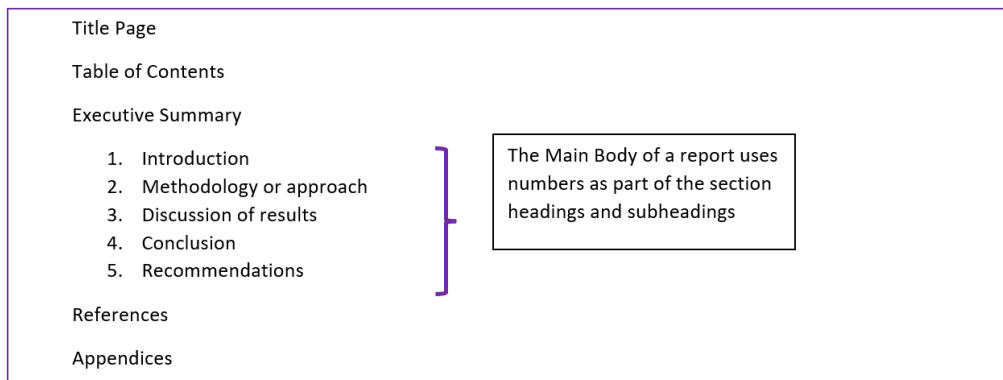 Title Page
Table of Contents
Executive Summary
1. Introduction
2. Methodology or approach
3. Discussion of results
4. Conclusion
5. Recommendations
The Main Body of a report uses
numbers as part of the section
headings and subheadings
References
Appendices